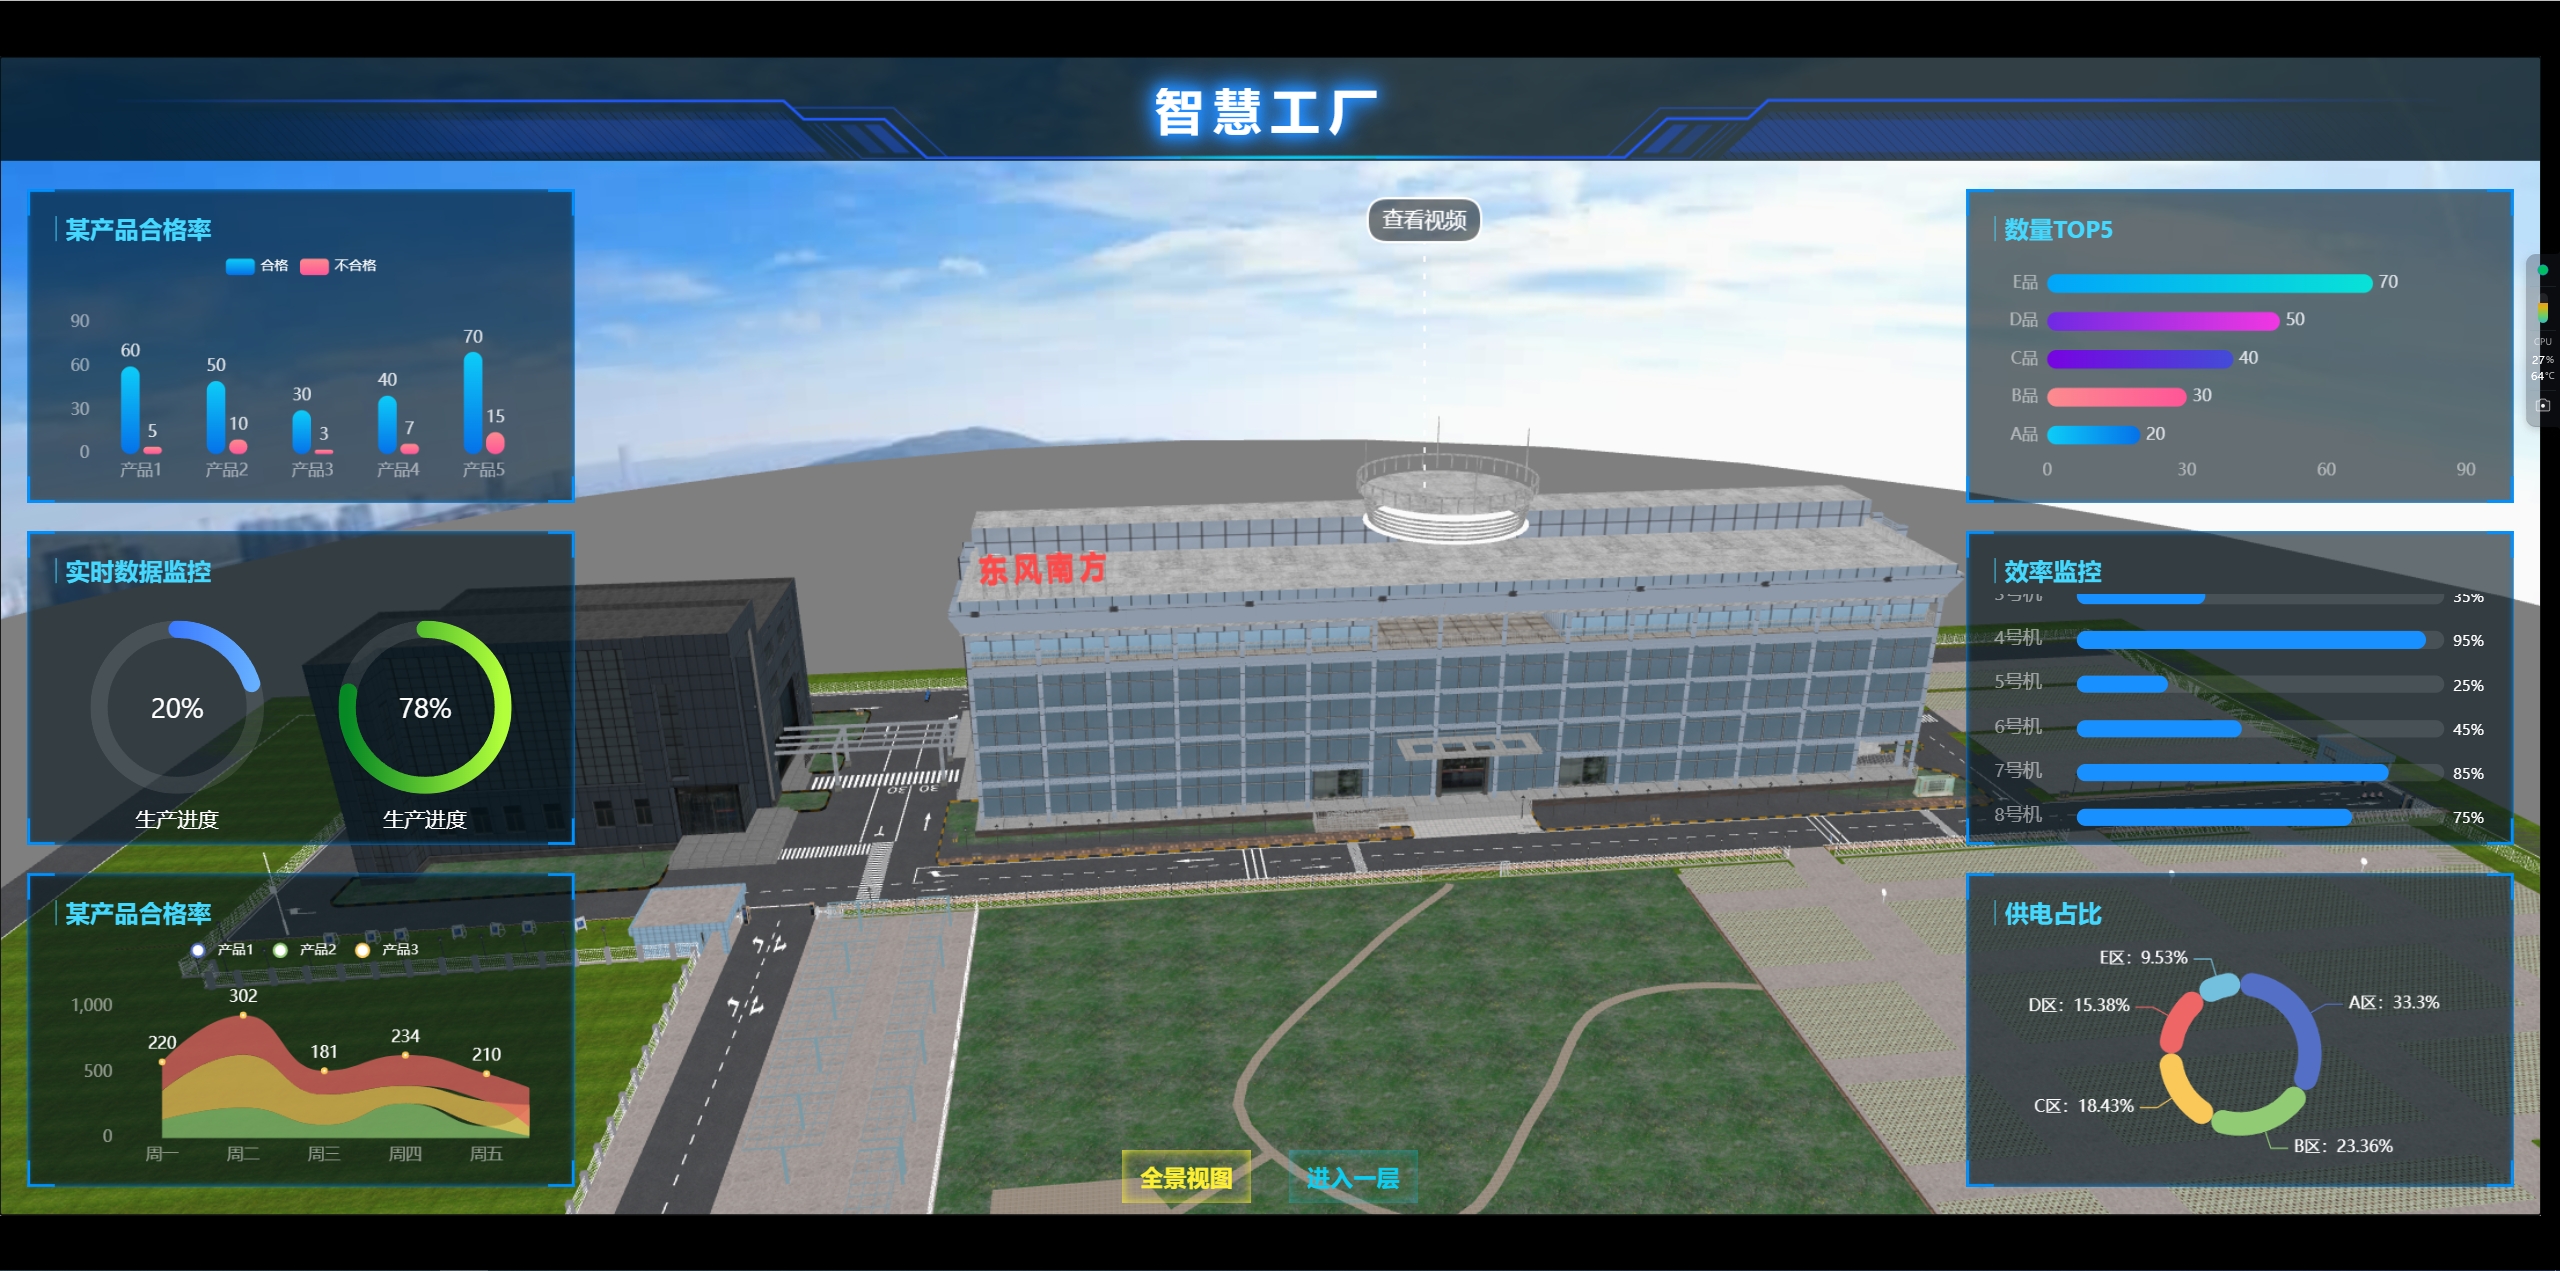 智慧工厂
某产品合格率
合格 不合格
90
60
30
0
60 5
50 10
30 3
40 7
70 15
产品1 产品2 产品3 产品4 产品5
实时数据监控
20% 78%
生产进度 生产进度
某产品合格率
产品1 产品2 产品3
1,000
500
0
220 302 181 234 210
周一 周二 周三 周四 周五
查看视频
东风南方
全景视图 进入一层
数量TOP5
E品 70
D品 50
C品 40
B品 30
A品 20
0 30 60 90
效率监控
3号机 35%
4号机 95%
5号机 25%
6号机 45%
7号机 85%
8号机 75%
供电占比
E区：9.53%
A区：33.3%
D区：15.38%
C区：18.43%
B区：23.36%
CPU
27%
64°C